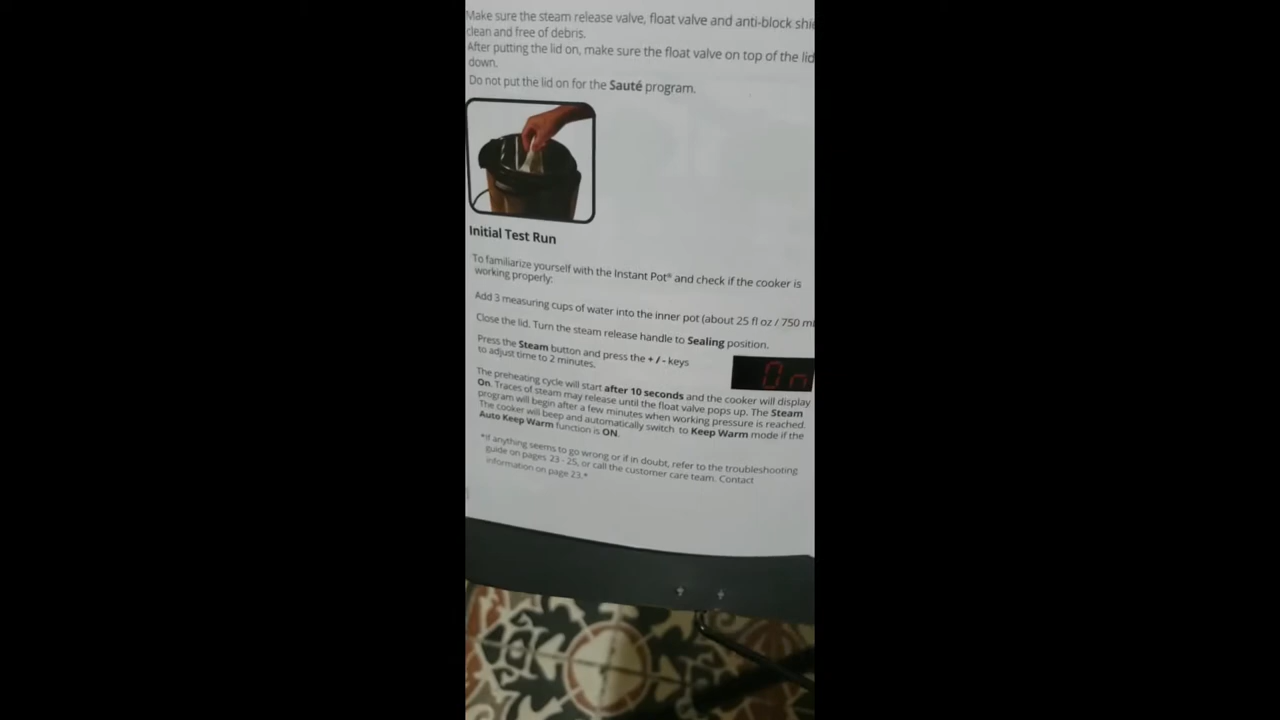 Make sure the steam release valve, float valve and anti-block
clean and free of debris.
After putting the lid on, make sure the float valve on top of the lid
down.
Do not put the lid on for the Sauté program.
Initial Test Run
To familiarize yourself with the Instant Pot® and check if the cooker is
working properly:
Add 3 measuring cups of water into the inner pot (about 25 fl oz / 750
Close the lid. Turn the steam release handle to Sealing position.
Press the Steam button and press the + / - keys
to adjust time to 2 minutes.
On
The preheating cycle will start after 10 seconds and the cooker will display
On. Traces of steam may release until the float valve pops up. The Steam
program will begin after a few minutes when working pressure is reached.
The cooker will beep and automatically switch to Keep Warm mode if the
Auto Keep Warm function is ON.
*If anything seems to go wrong or if in doubt, refer to the troubleshooting
guide on pages 23 - 25, or call the customer care team. Contact
information on page 23.*